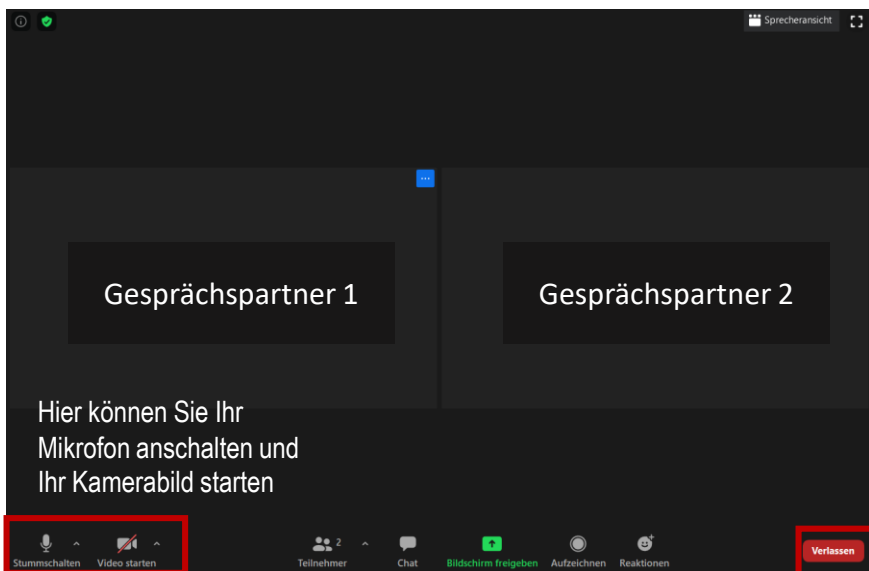 Sprecheransicht
Gesprächspartner 1
Gesprächspartner 2
Hier können Sie Ihr
Mikrofon anschalten und
Ihr Kamerabild starten
2
Stummschalten Video starten Teilnehmer Chat Bildschirm freigeben Aufzeichnen Reaktionen Verlassen